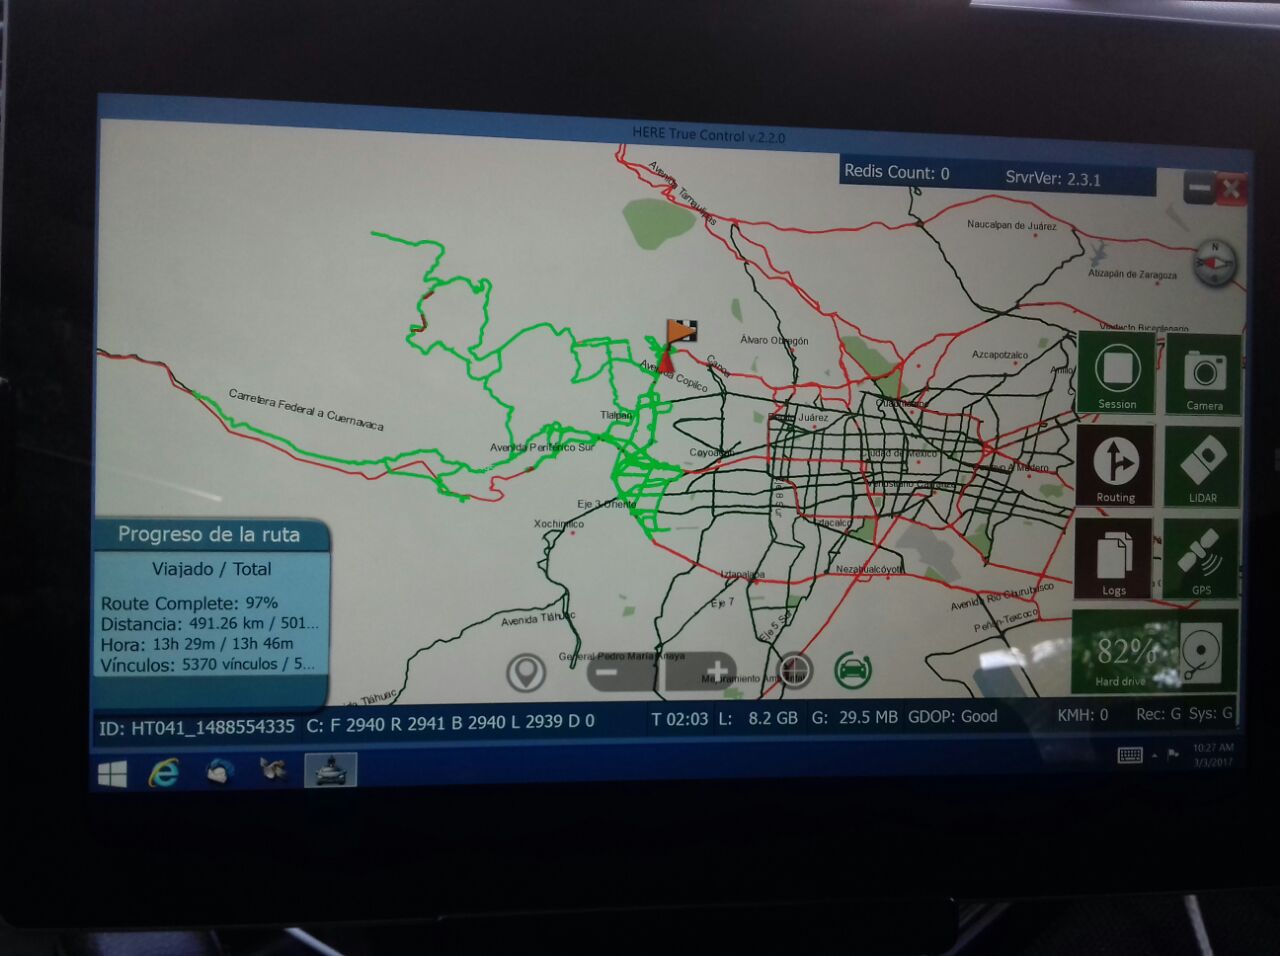 HERE True Control v.2.2.0
Redis Count: 0 SrvrVer: 2.3.1
Avenida Tamaulipas
Naucalpan de Juárez
N
Atizapán de Zaragoza
Viaducto Bicentenario
Álvaro Obregón
Azcapotzalco
Avenida Copilco
Session
Camera
Carretera Federal a Cuernavaca
Tlalpan
Juárez
Avenida Periférico Sur
Coyoacán
Ciudad de México
Gustavo A Madero
Routing
LIDAR
Eje 3 Oriente
Xochimilco
Iztacalco
Progreso de la ruta
Viajado / Total
Route Complete: 97%
Distancia: 491.26 km / 501...
Hora: 13h 29m / 13h 46m
Vínculos: 5370 vínculos / 5...
Iztapalapa
Nezahualcóyotl
Logs
GPS
Eje 7
Avenida Río Churubusco
Avenida Tláhuac
Eje 5 Sur
Peñón-Texcoco
General Pedro María Anaya
82%
Hard drive
Tláhuac
ID: HT041_1488554335 C: F 2940 R 2941 B 2940 L 2939 D 0 T 02:03 L: 8.2 GB G: 29.5 MB GDOP: Good KMH: 0 Rec: G Sys: G
10:27 AM
3/3/2017